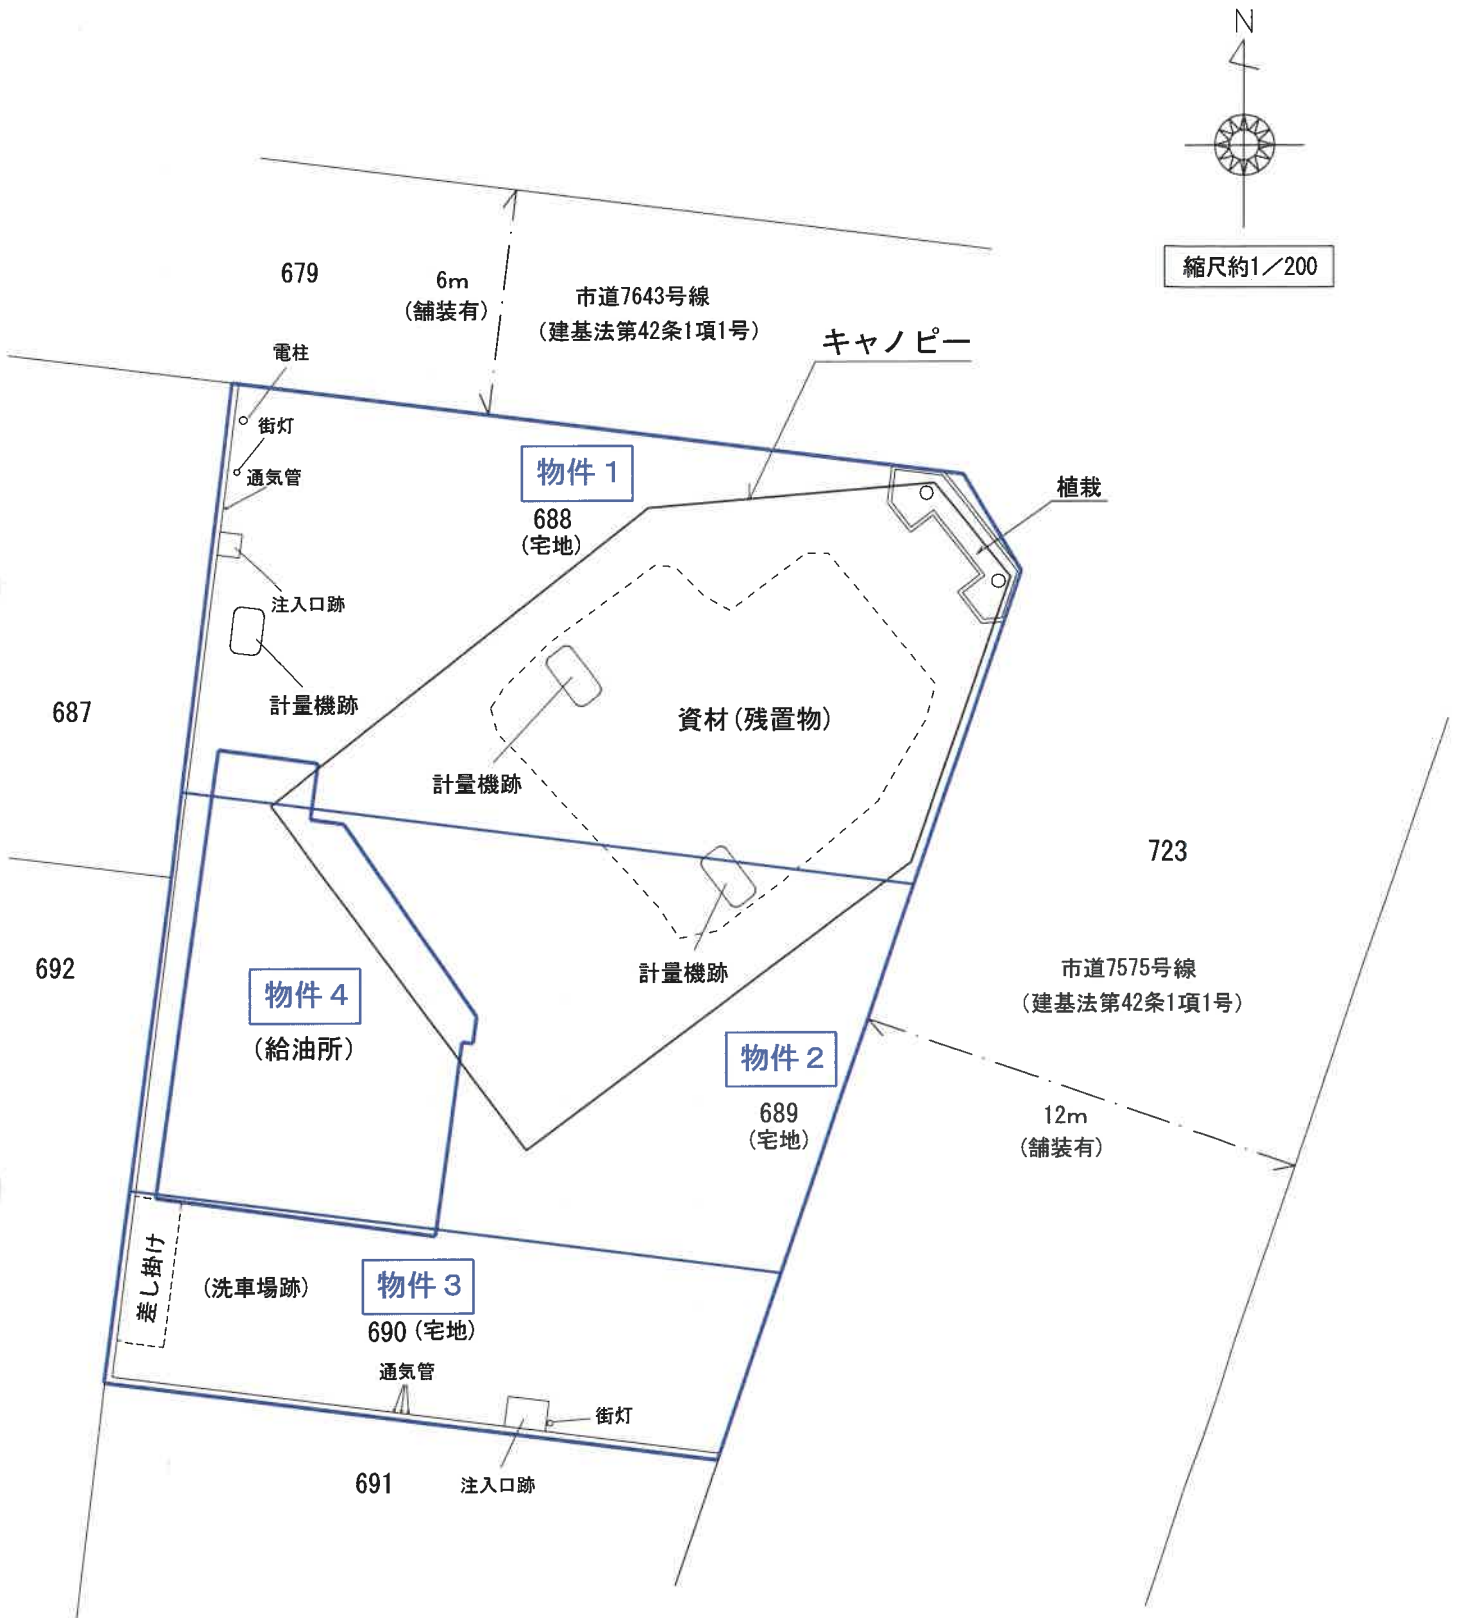 N
縮尺約1/200
679
6m
(舗装有)
市道7643号線
(建基法第42条1項1号)
キャノピー
電柱
街灯
通気管
物件1
688
(宅地)
植栽
注入口跡
計量機跡
687
資材(残置物)
計量機跡
723
692
計量機跡
市道7575号線
(建基法第42条1項1号)
物件4
(給油所)
物件2
689
(宅地)
12m
(舗装有)
差し掛け
(洗車場跡)
物件3
690(宅地)
通気管
街灯
691
注入口跡